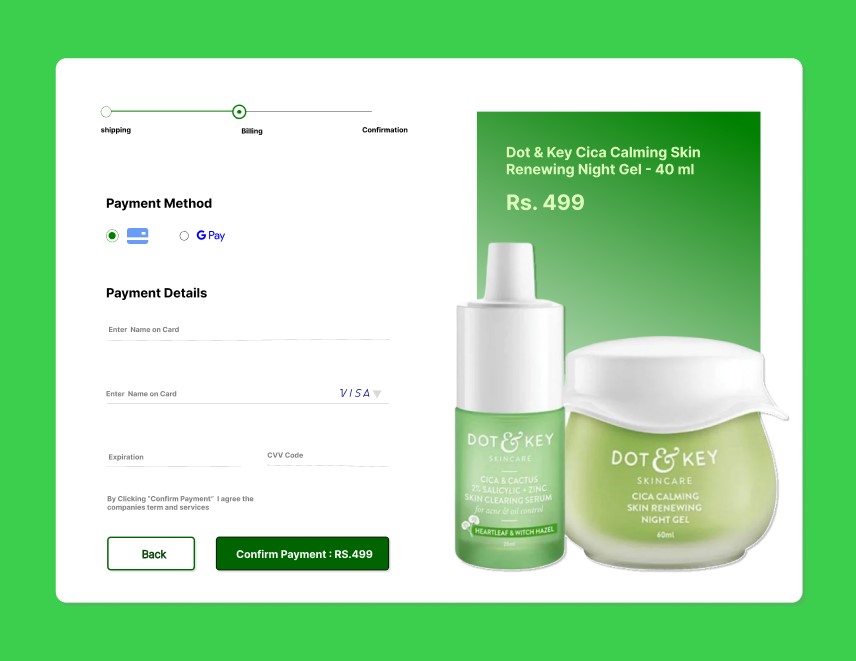 shipping
Billing
Confirmation
Payment Method
G Pay
Payment Details
Enter Name on Card
Enter Name on Card
VISA
Expiration
CVV Code
By Clicking "Confirm Payment" I agree the
companies term and services
Back
Confirm Payment : RS.499
Dot & Key Cica Calming Skin
Renewing Night Gel - 40 ml
Rs. 499
DOT & KEY
SKINCARE
CICA & CACTUS
2% SALICYLIC + ZINC
SKIN CLEARING SERUM
for acne & oil control
HEARTLEAF & WITCH HAZEL
DOT & KEY
SKINCARE
CICA CALMING
SKIN RENEWING
NIGHT GEL
60ml